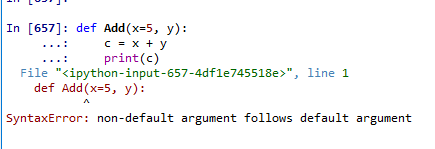 In [657]: def Add(x=5, y):
     ...:     c = x + y
     ...:     print(c)
  File "<ipython-input-657-4df1e745518e>", line 1
    def Add(x=5, y):
           ^
SyntaxError: non-default argument follows default argument